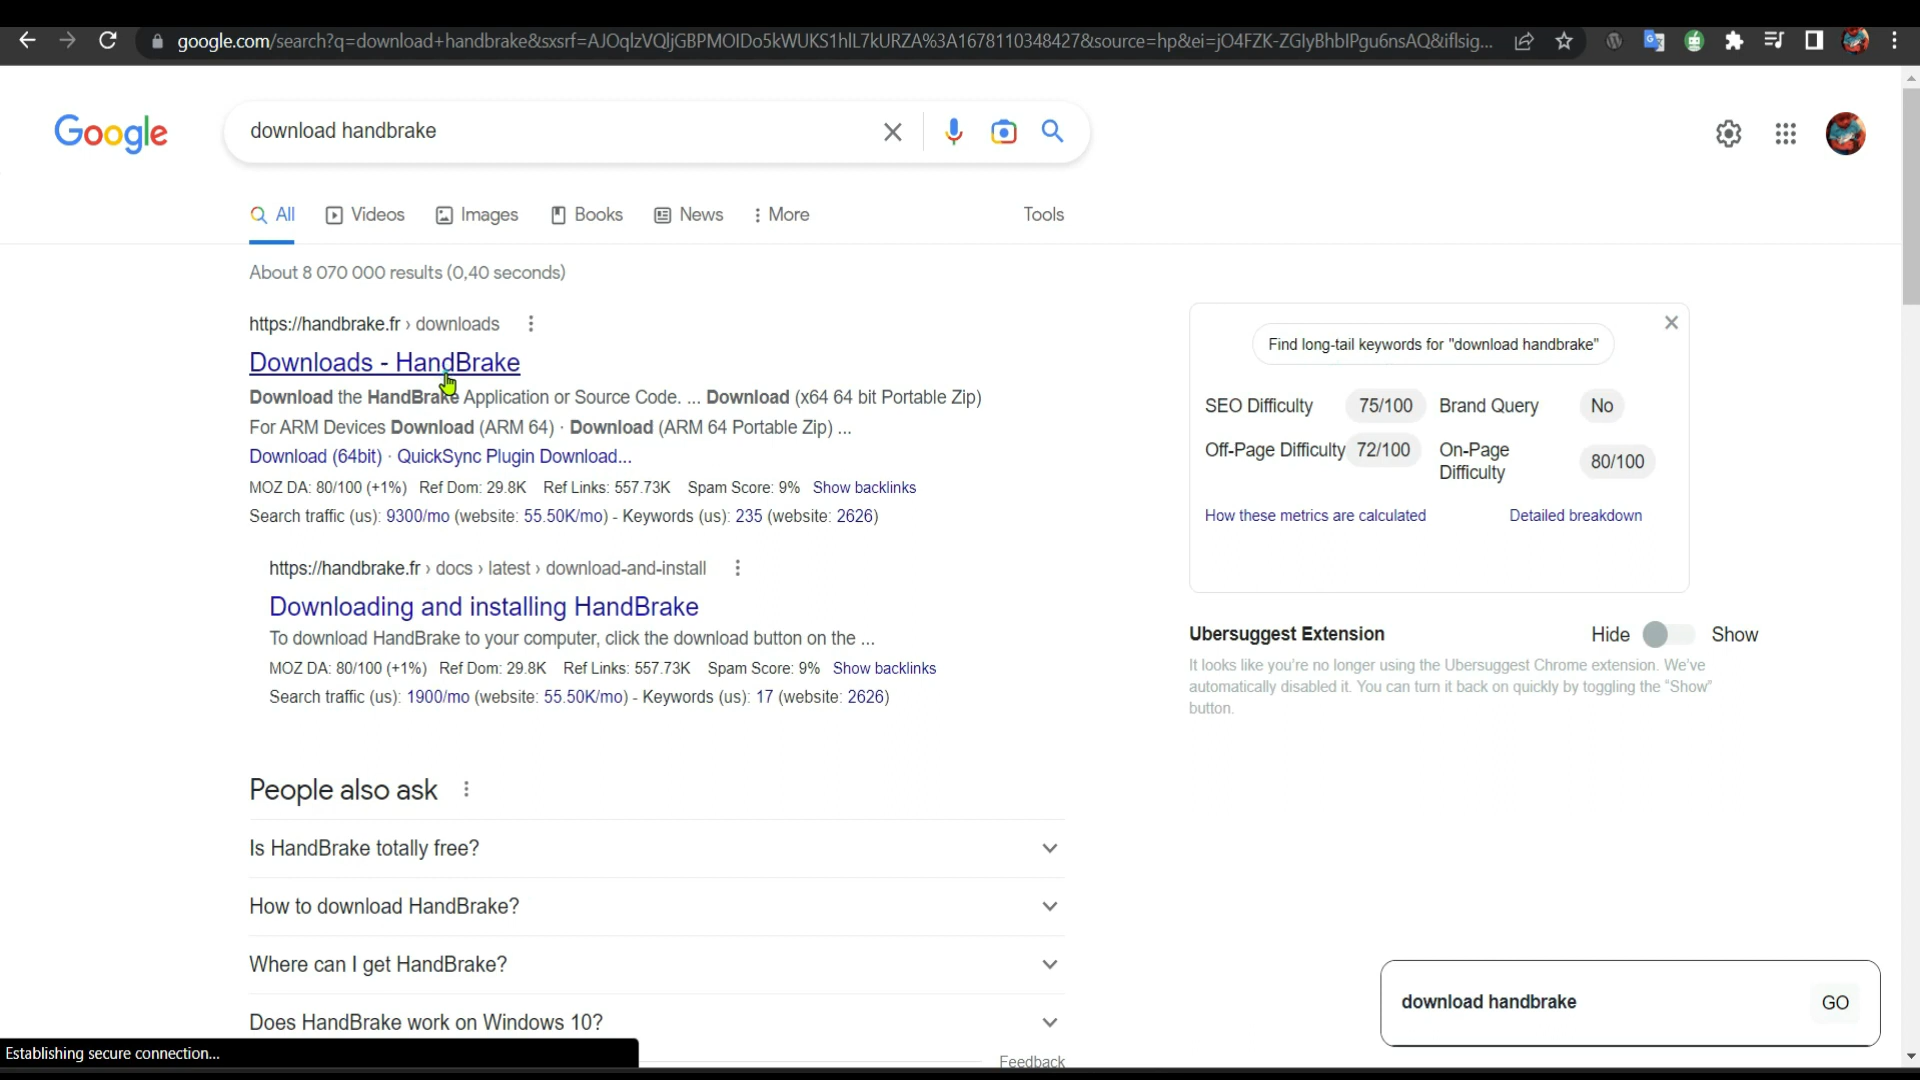 google.com/search?q=download+handbrake&sxsrf=AJOqlzVQljGBPMOIDo5kWUKS1hlL7kURZA%3A1678110348427&source=hp&ei=jO4FZK-ZGIyBhbIPgu6nsAQ&iflsig...
Google
download handbrake
All
Videos
Images
Books
News
More
Tools
About 8 070 000 results (0,40 seconds)
https://handbrake.fr › downloads
Downloads - HandBrake
Download the HandBrake Application or Source Code. ... Download (x64 64 bit Portable Zip)
For ARM Devices Download (ARM 64) · Download (ARM 64 Portable Zip) ...
Download (64bit) · QuickSync Plugin Download...
MOZ DA: 80/100 (+1%) Ref Dom: 29.8K Ref Links: 557.73K Spam Score: 9% Show backlinks
Search traffic (us): 9300/mo (website: 55.50K/mo) - Keywords (us): 235 (website: 2626)
https://handbrake.fr › docs › latest › download-and-install
Downloading and installing HandBrake
To download HandBrake to your computer, click the download button on the ...
MOZ DA: 80/100 (+1%) Ref Dom: 29.8K Ref Links: 557.73K Spam Score: 9% Show backlinks
Search traffic (us): 1900/mo (website: 55.50K/mo) - Keywords (us): 17 (website: 2626)
People also ask
Is HandBrake totally free?
How to download HandBrake?
Where can I get HandBrake?
Does HandBrake work on Windows 10?
Feedback
Establishing secure connection...
Find long-tail keywords for "download handbrake"
SEO Difficulty 75/100 Brand Query No
Off-Page Difficulty 72/100 On-Page Difficulty 80/100
How these metrics are calculated
Detailed breakdown
Ubersuggest Extension
Hide
Show
It looks like you're no longer using the Ubersuggest Chrome extension. We've
automatically disabled it. You can turn it back on quickly by toggling the "Show"
button.
download handbrake
GO